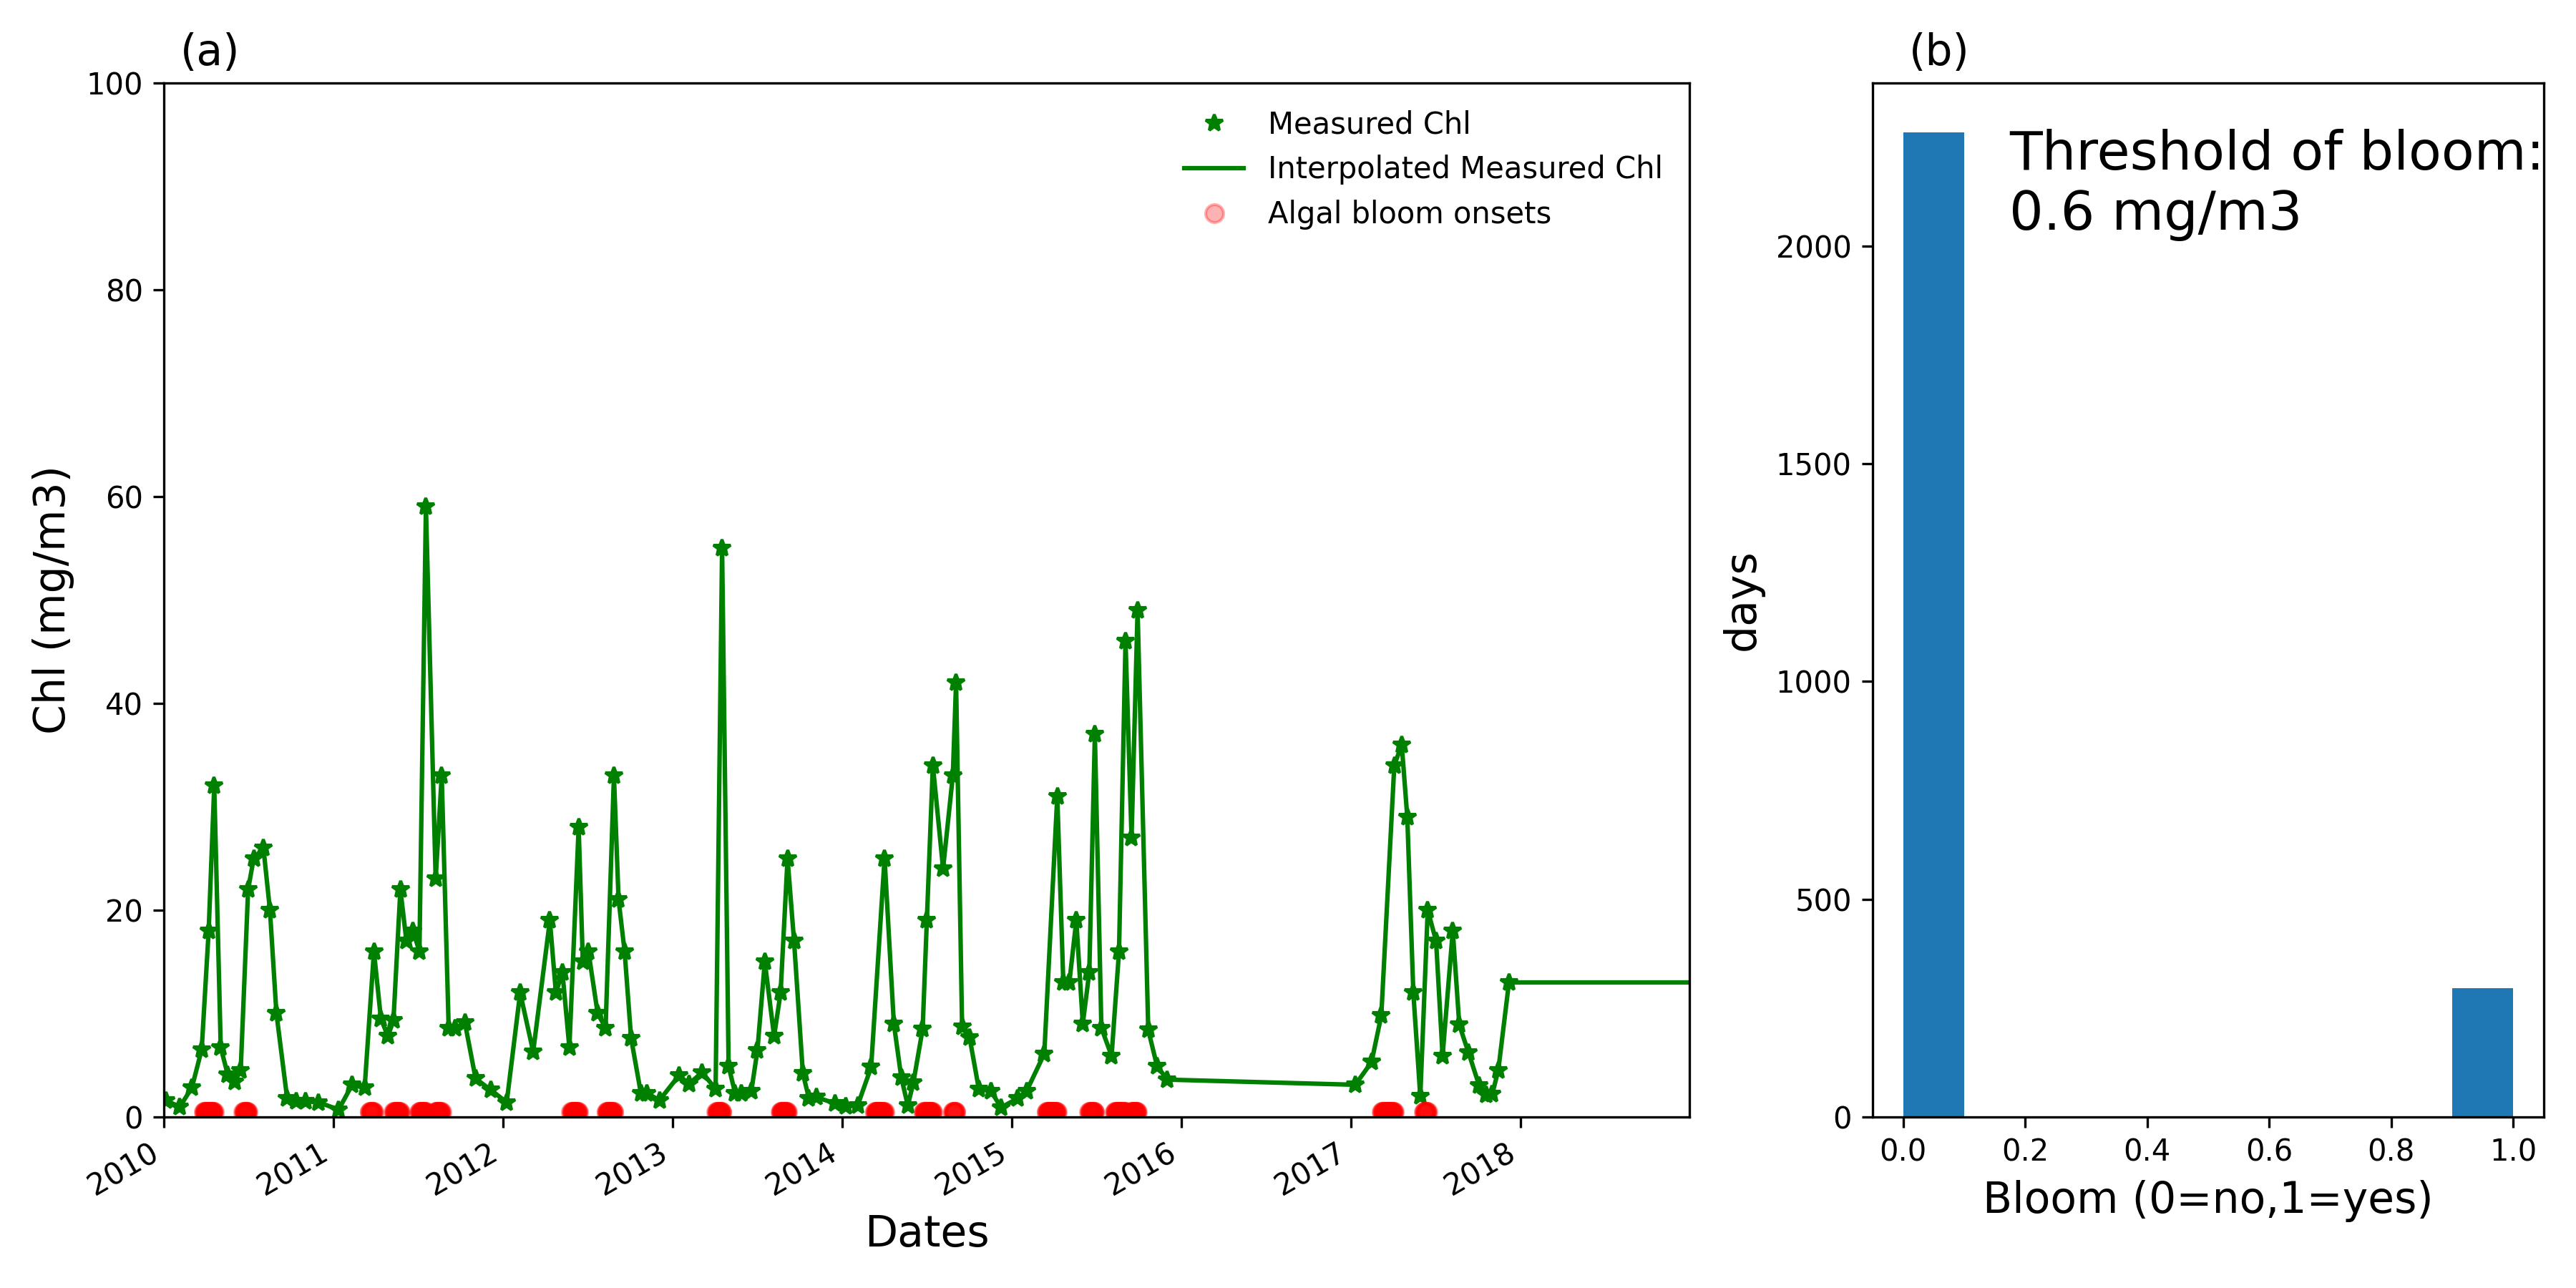 (a)
100
80
60
40
20
0
Chl (mg/m3)
Measured Chl
Interpolated Measured Chl
Algal bloom onsets
2010 2011 2012 2013 2014 2015 2016 2017 2018
Dates
(b)
Threshold of bloom:
0.6 mg/m3
2000
1500
1000
500
0
days
0.0 0.2 0.4 0.6 0.8 1.0
Bloom (0=no,1=yes)